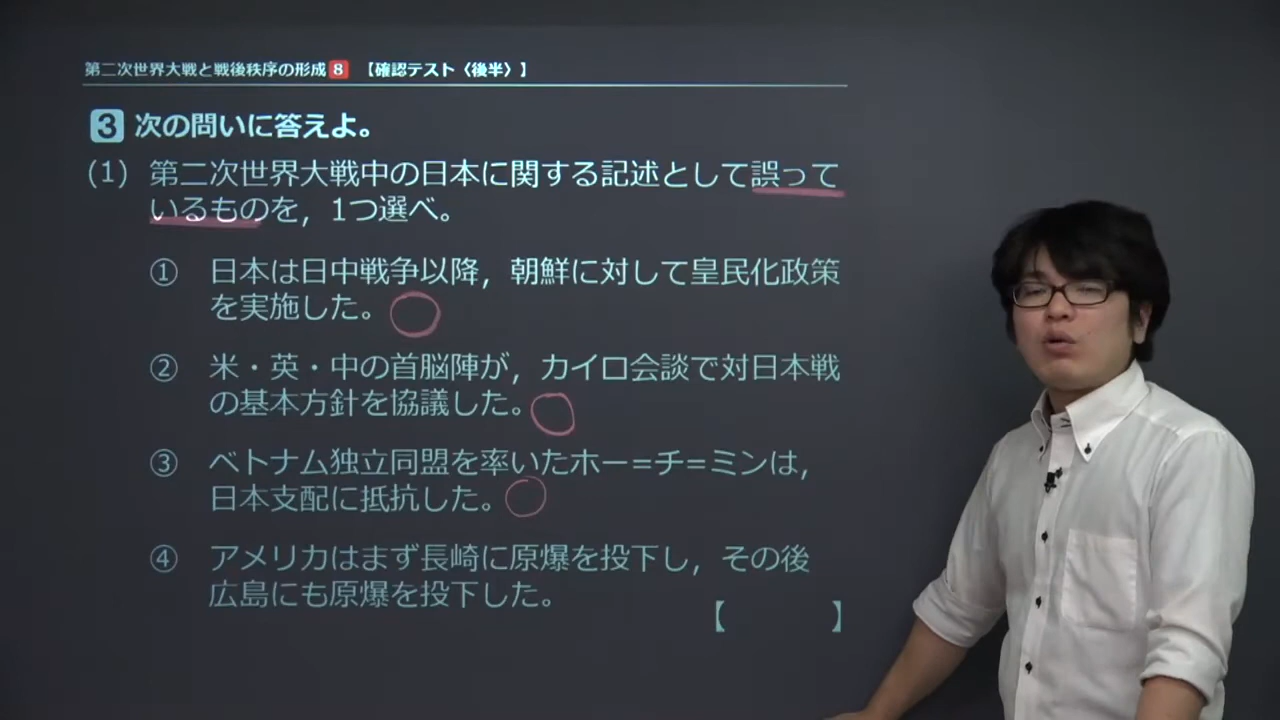 第二次世界大戦と戦後秩序の形成8 【確認テスト〈後半〉】
3 次の問いに答えよ。
(1) 第二次世界大戦中の日本に関する記述として誤って
いるものを，1つ選べ。
① 日本は日中戦争以降，朝鮮に対して皇民化政策
を実施した。
② 米・英・中の首脳陣が，カイロ会談で対日本戦
の基本方針を協議した。
③ ベトナム独立同盟を率いたホー=チ=ミンは，
日本支配に抵抗した。
④ アメリカはまず長崎に原爆を投下し，その後
広島にも原爆を投下した。
【　　】